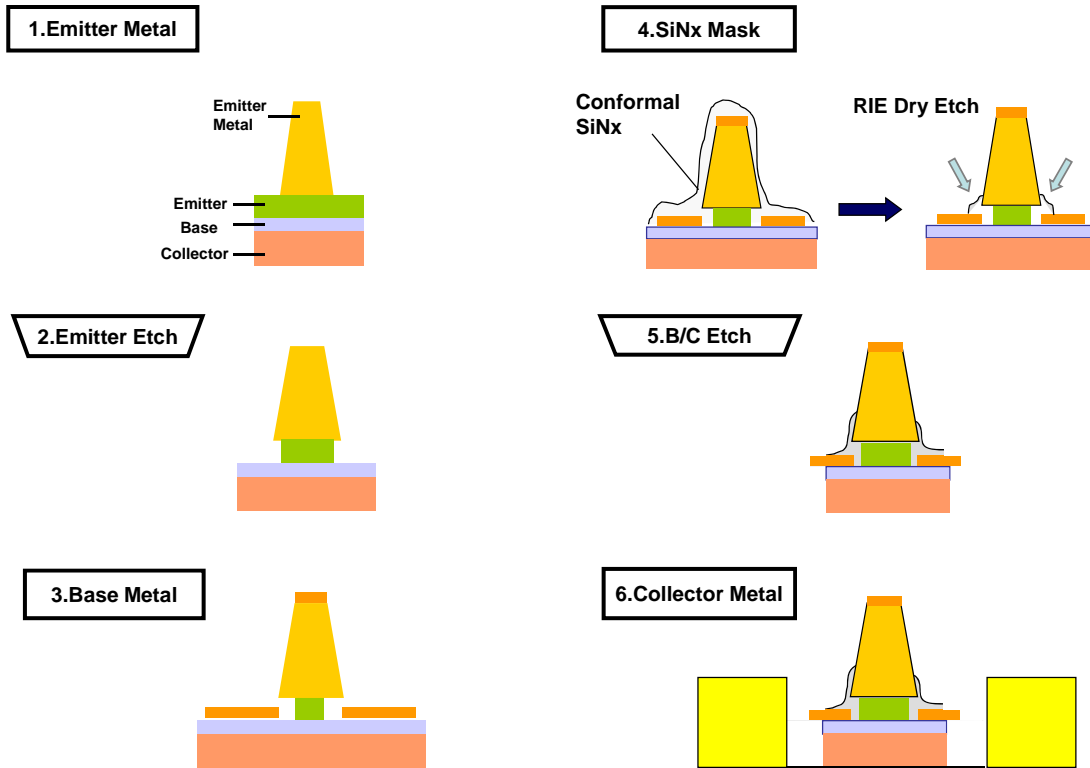 1.Emitter Metal
Emitter
Metal
Emitter
Base
Collector
2.Emitter Etch
3.Base Metal
4.SiNx Mask
Conformal
SiNx
RIE Dry Etch
5.B/C Etch
6.Collector Metal